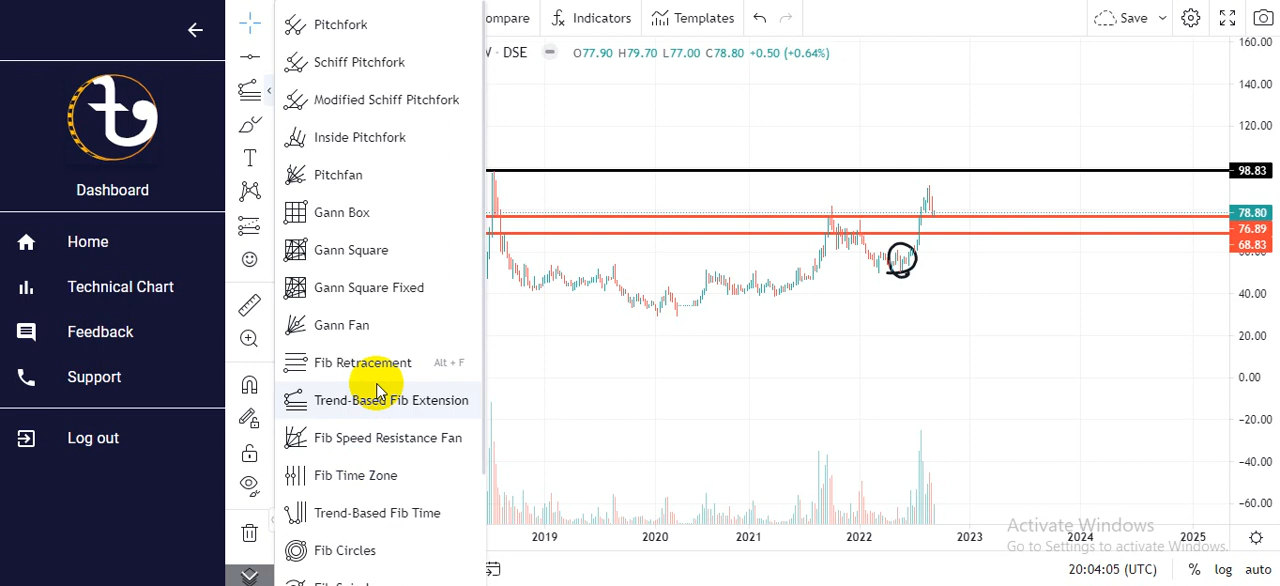 Dashboard
Home
Technical Chart
Feedback
Support
Log out
Pitchfork
Schiff Pitchfork
Modified Schiff Pitchfork
Inside Pitchfork
Pitchfan
Gann Box
Gann Square
Gann Square Fixed
Gann Fan
Fib Retracement Alt + F
Trend-Based Fib Extension
Fib Speed Resistance Fan
Fib Time Zone
Trend-Based Fib Time
Fib Circles
ompare Indicators Templates Save
DSE O77.90 H79.70 L77.00 C78.80 +0.50 (+0.64%)
160.00
140.00
120.00
98.83
78.80
76.89
68.83
60.00
40.00
20.00
0.00
−20.00
−40.00
−60.00
2019 2020 2021 2022 2023 2024 2025
Activate Windows
Go to Settings to activate Windows.
20:04:05 (UTC) % log auto